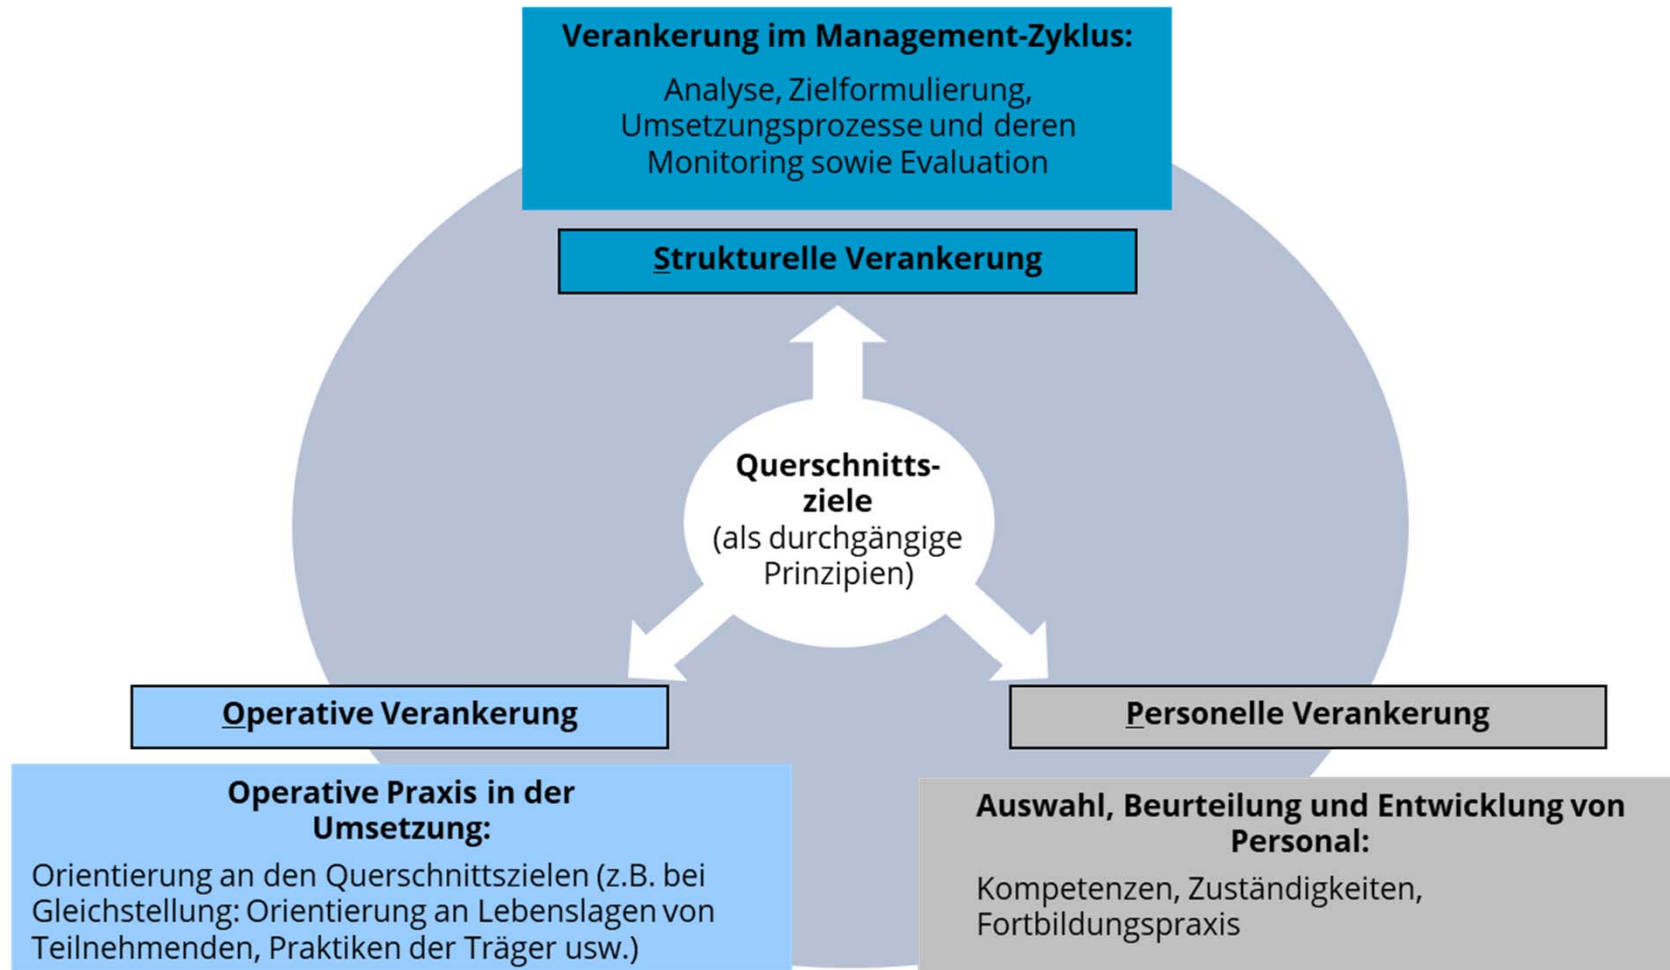 Verankerung im Management-Zyklus:
Analyse, Zielformulierung,
Umsetzungsprozesse und deren
Monitoring sowie Evaluation
Strukturelle Verankerung
Querschnitts-
ziele
(als durchgängige
Prinzipien)
Operative Verankerung
Operative Praxis in der
Umsetzung:
Orientierung an den Querschnittszielen (z.B. bei
Gleichstellung: Orientierung an Lebenslagen von
Teilnehmenden, Praktiken der Träger usw.)
Personelle Verankerung
Auswahl, Beurteilung und Entwicklung von
Personal:
Kompetenzen, Zuständigkeiten,
Fortbildungspraxis